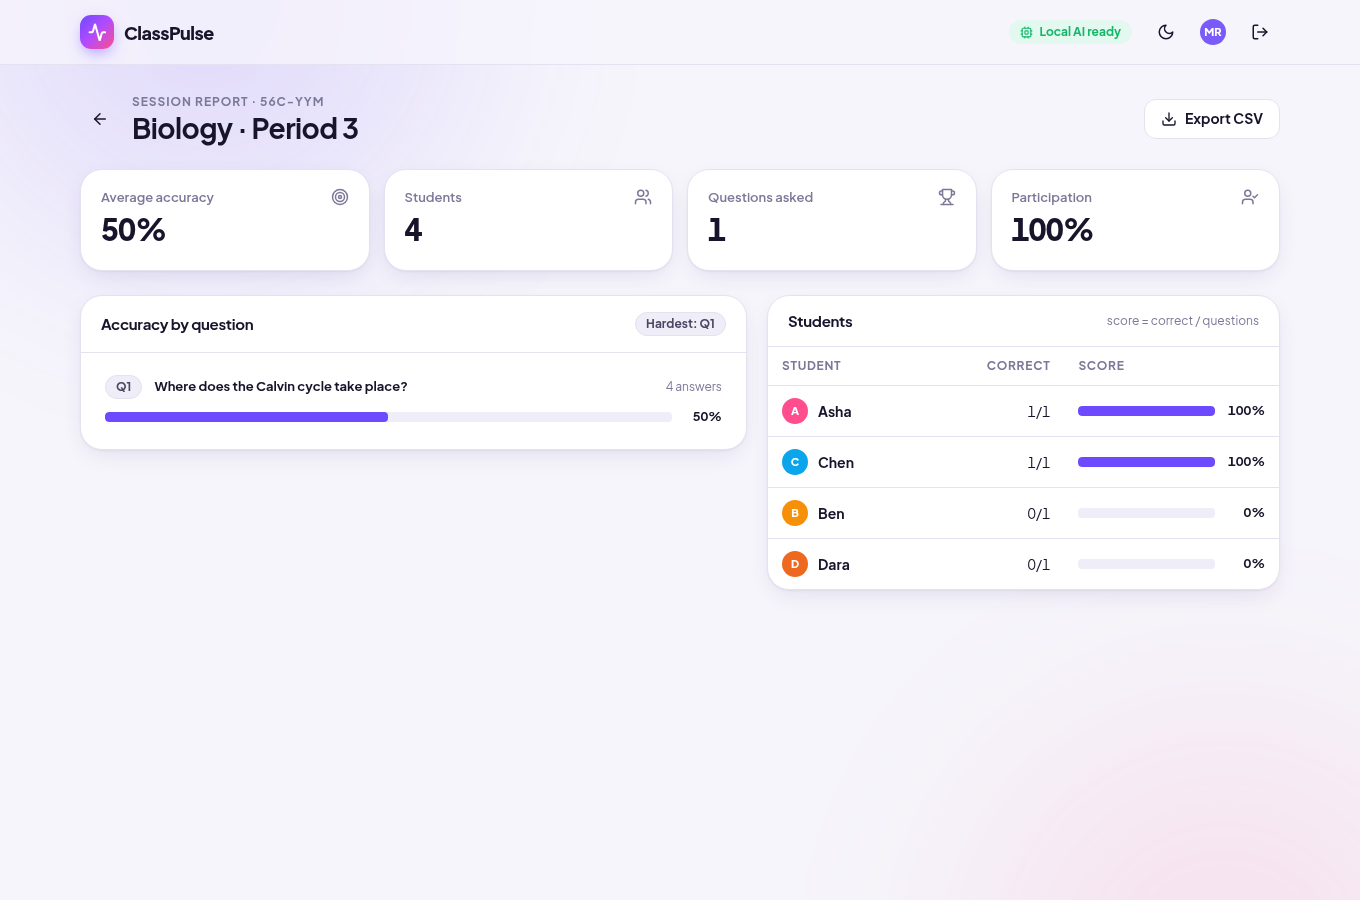 ClassPulse
Local AI ready
MR
SESSION REPORT · 56C-YYM
Biology · Period 3
Export CSV
Average accuracy
50%
Students
4
Questions asked
1
Participation
100%
Accuracy by question
Hardest: Q1
Q1 Where does the Calvin cycle take place? 4 answers
50%
Students
score = correct / questions
STUDENT CORRECT SCORE
A Asha 1/1 100%
C Chen 1/1 100%
B Ben 0/1 0%
D Dara 0/1 0%